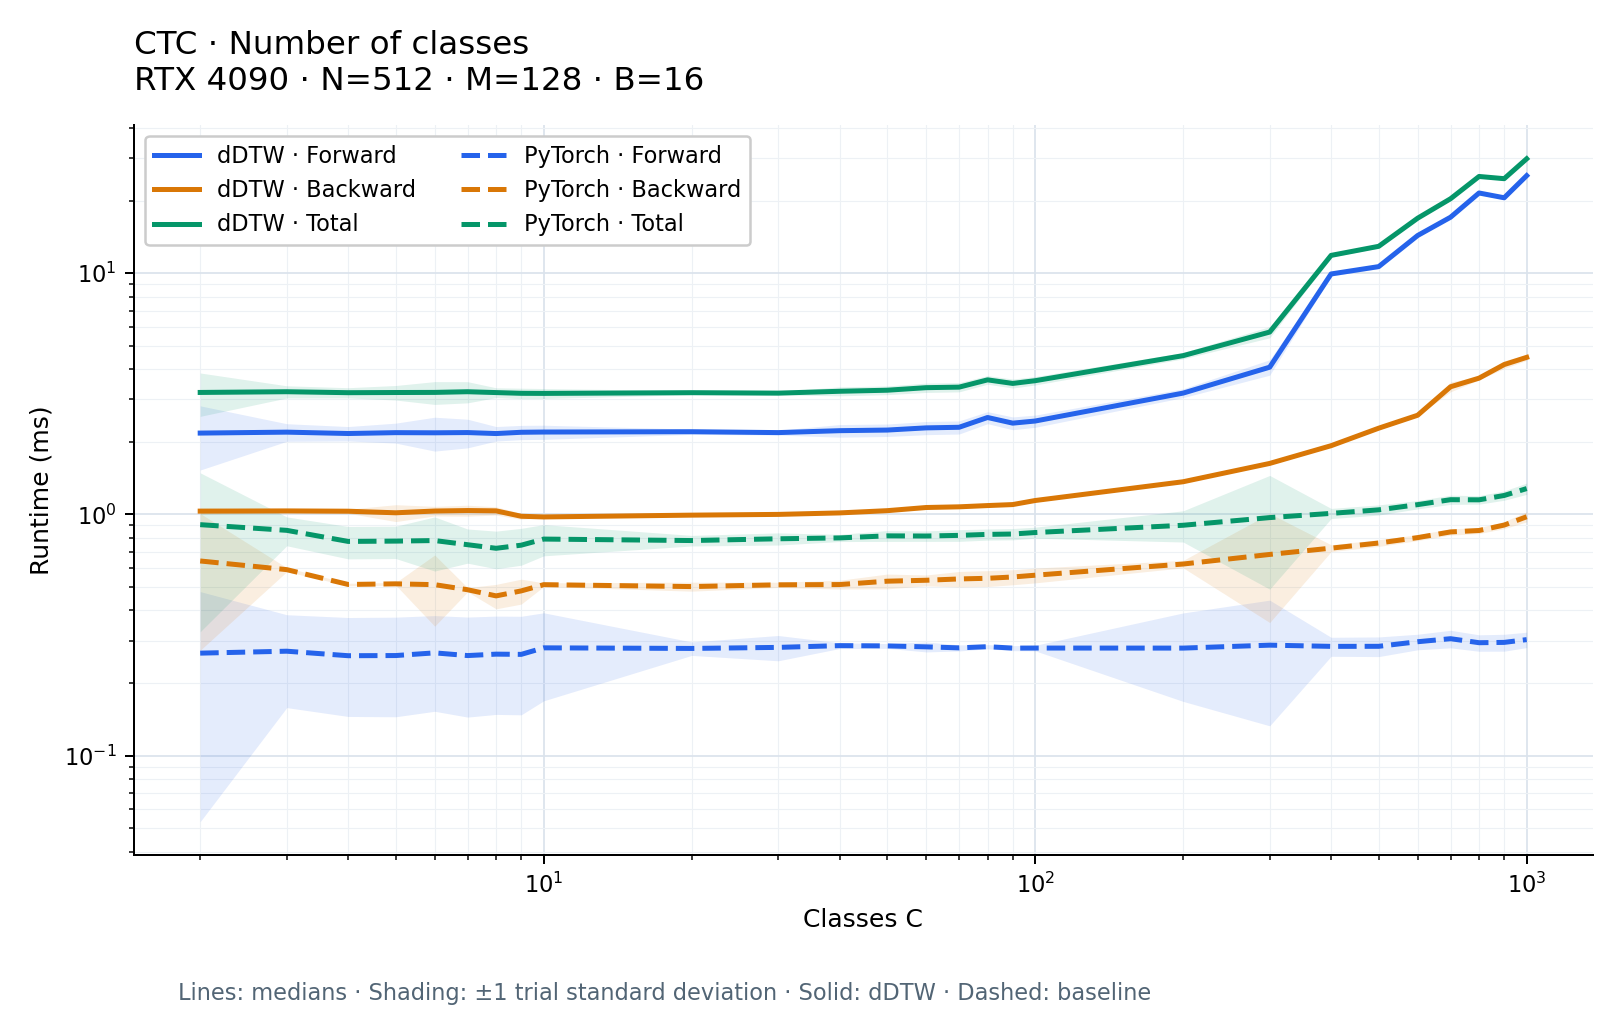 CTC · Number of classes
RTX 4090 · N=512 · M=128 · B=16
dDTW · Forward
dDTW · Backward
dDTW · Total
PyTorch · Forward
PyTorch · Backward
PyTorch · Total
Runtime (ms)
10¹
10⁰
10⁻¹
10¹
10²
10³
Classes C
Lines: medians · Shading: ±1 trial standard deviation · Solid: dDTW · Dashed: baseline